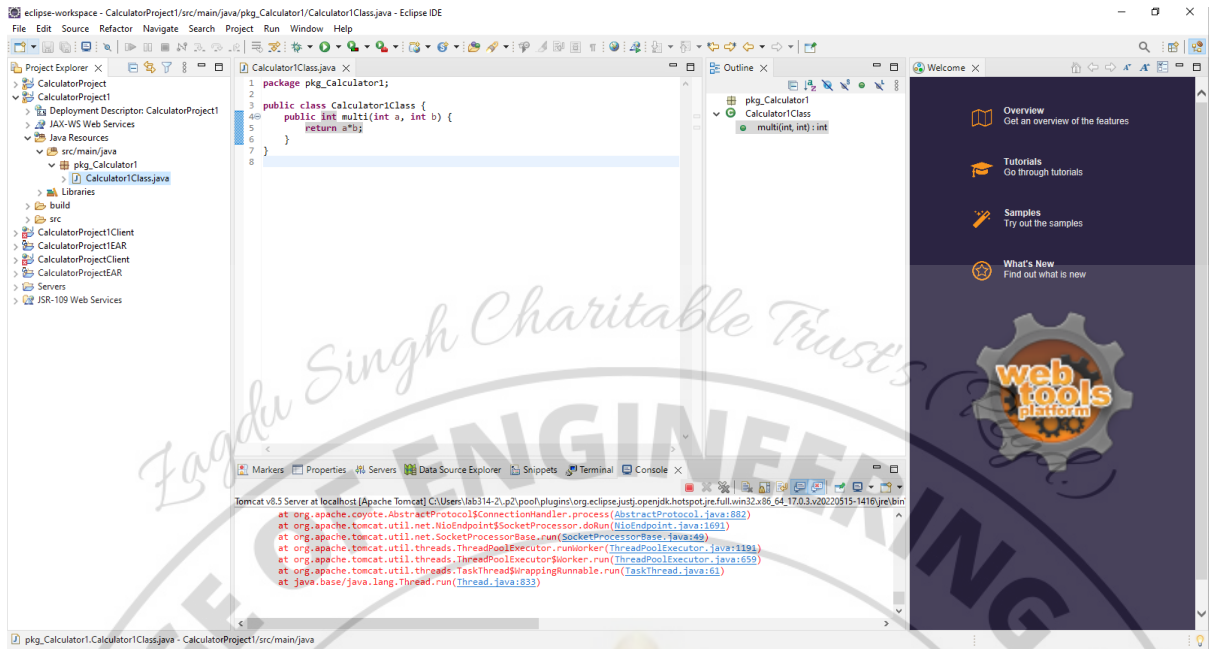 eclipse-workspace - CalculatorProject1/src/main/java/pkg_Calculator1/Calculator1Class.java - Eclipse IDE
File Edit Source Refactor Navigate Search Project Run Window Help
Project Explorer
CalculatorProject
CalculatorProject1
Deployment Descriptor: CalculatorProject1
JAX-WS Web Services
Java Resources
src/main/java
pkg_Calculator1
Calculator1Class.java
Libraries
build
src
CalculatorProject1Client
CalculatorProject1EAR
CalculatorProjectClient
CalculatorProjectEAR
Servers
JSR-109 Web Services
Calculator1Class.java
1 package pkg_Calculator1;
2
3 public class Calculator1Class {
4 public int multi(int a, int b) {
5 return a*b;
6 }
7 }
8
Outline
pkg_Calculator1
Calculator1Class
multi(int, int) : int
Welcome
Overview
Get an overview of the features
Tutorials
Go through tutorials
Samples
Try out the samples
What's New
Find out what is new
web
tools
platform
Markers Properties Servers Data Source Explorer Snippets Terminal Console
Tomcat v8.5 Server at localhost [Apache Tomcat] C:\Users\lab314-2\.p2\pool\plugins\org.eclipse.justj.openjdk.hotspot.jre.full.win32.x86_64_17.0.3.v20220515-1416\jre\bin
at org.apache.coyote.AbstractProtocol$ConnectionHandler.process(AbstractProtocol.java:882)
at org.apache.tomcat.util.net.NioEndpoint$SocketProcessor.doRun(NioEndpoint.java:1691)
at org.apache.tomcat.util.net.SocketProcessorBase.run(SocketProcessorBase.java:49)
at org.apache.tomcat.util.threads.ThreadPoolExecutor.runWorker(ThreadPoolExecutor.java:1191)
at org.apache.tomcat.util.threads.ThreadPoolExecutor$Worker.run(ThreadPoolExecutor.java:659)
at org.apache.tomcat.util.threads.TaskThread$WrappingRunnable.run(TaskThread.java:61)
at java.base/java.lang.Thread.run(Thread.java:833)
pkg_Calculator1.Calculator1Class.java - CalculatorProject1/src/main/java
Singh Charitable Trust's
ENGINEERING